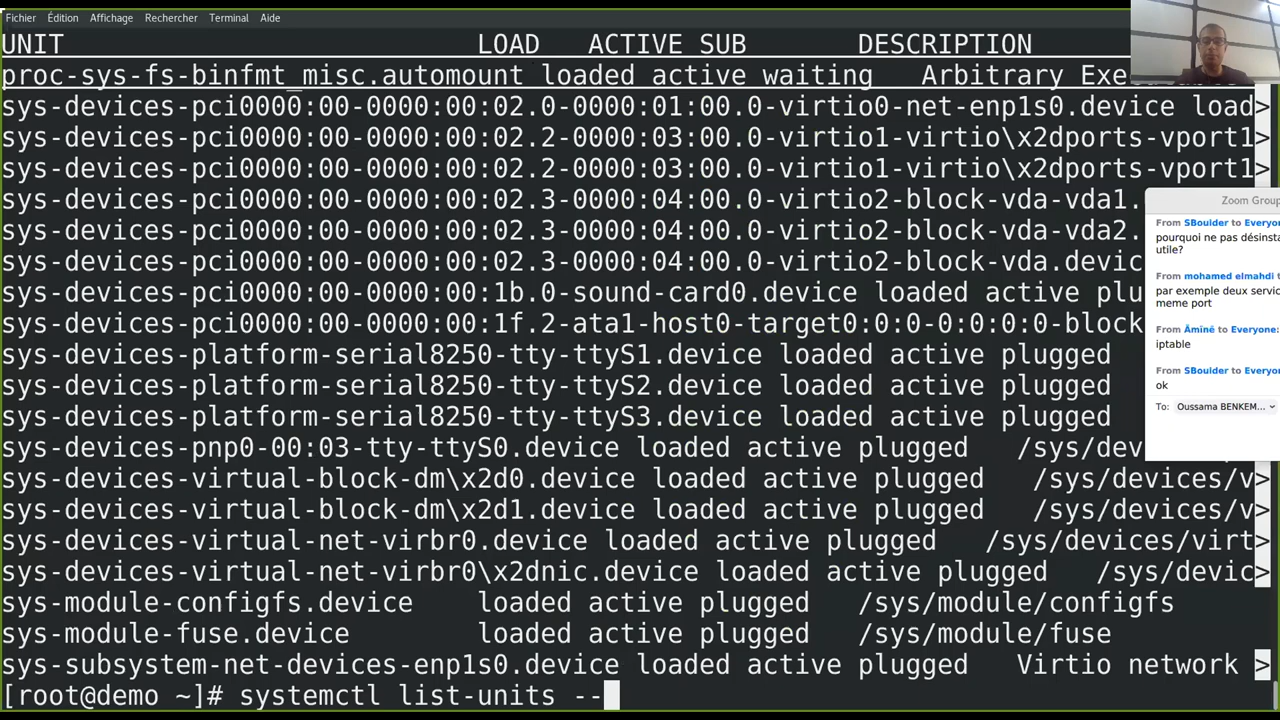 Fichier Édition Affichage Rechercher Terminal Aide
UNIT LOAD ACTIVE SUB DESCRIPTION
proc-sys-fs-binfmt_misc.automount loaded active waiting Arbitrary
sys-devices-pci0000:00-0000:00:02.0-0000:01:00.0-virtio0-net-enp1s0.device load>
sys-devices-pci0000:00-0000:00:02.2-0000:03:00.0-virtio1-virtio\x2dports-vport1>
sys-devices-pci0000:00-0000:00:02.2-0000:03:00.0-virtio1-virtio\x2dports-vport1>
sys-devices-pci0000:00-0000:00:02.3-0000:04:00.0-virtio2-block-vda-vda1.
sys-devices-pci0000:00-0000:00:02.3-0000:04:00.0-virtio2-block-vda-vda2.
sys-devices-pci0000:00-0000:00:02.3-0000:04:00.0-virtio2-block-vda.devic
sys-devices-pci0000:00-0000:00:1b.0-sound-card0.device loaded active plu
sys-devices-pci0000:00-0000:00:1f.2-ata1-host0-target0:0:0-0:0:0:0-block
sys-devices-platform-serial8250-tty-ttyS1.device loaded active plugged
sys-devices-platform-serial8250-tty-ttyS2.device loaded active plugged
sys-devices-platform-serial8250-tty-ttyS3.device loaded active plugged
sys-devices-pnp0-00:03-tty-ttyS0.device loaded active plugged /sys/dev
sys-devices-virtual-block-dm\x2d0.device loaded active plugged /sys/devices/v>
sys-devices-virtual-block-dm\x2d1.device loaded active plugged /sys/devices/v>
sys-devices-virtual-net-virbr0.device loaded active plugged /sys/devices/virt>
sys-devices-virtual-net-virbr0\x2dnic.device loaded active plugged /sys/devic>
sys-module-configfs.device loaded active plugged /sys/module/configfs
sys-module-fuse.device loaded active plugged /sys/module/fuse
sys-subsystem-net-devices-enp1s0.device loaded active plugged Virtio network >
[root@demo ~]# systemctl list-units --
Zoom Group
From SBoulder to Everyon
pourquoi ne pas désinsta
utile?
From mohamed elmahdi t
par exemple deux servic
meme port
From Âmînê to Everyone:
iptable
From SBoulder to Everyon
ok
To: Oussama BENKEM...